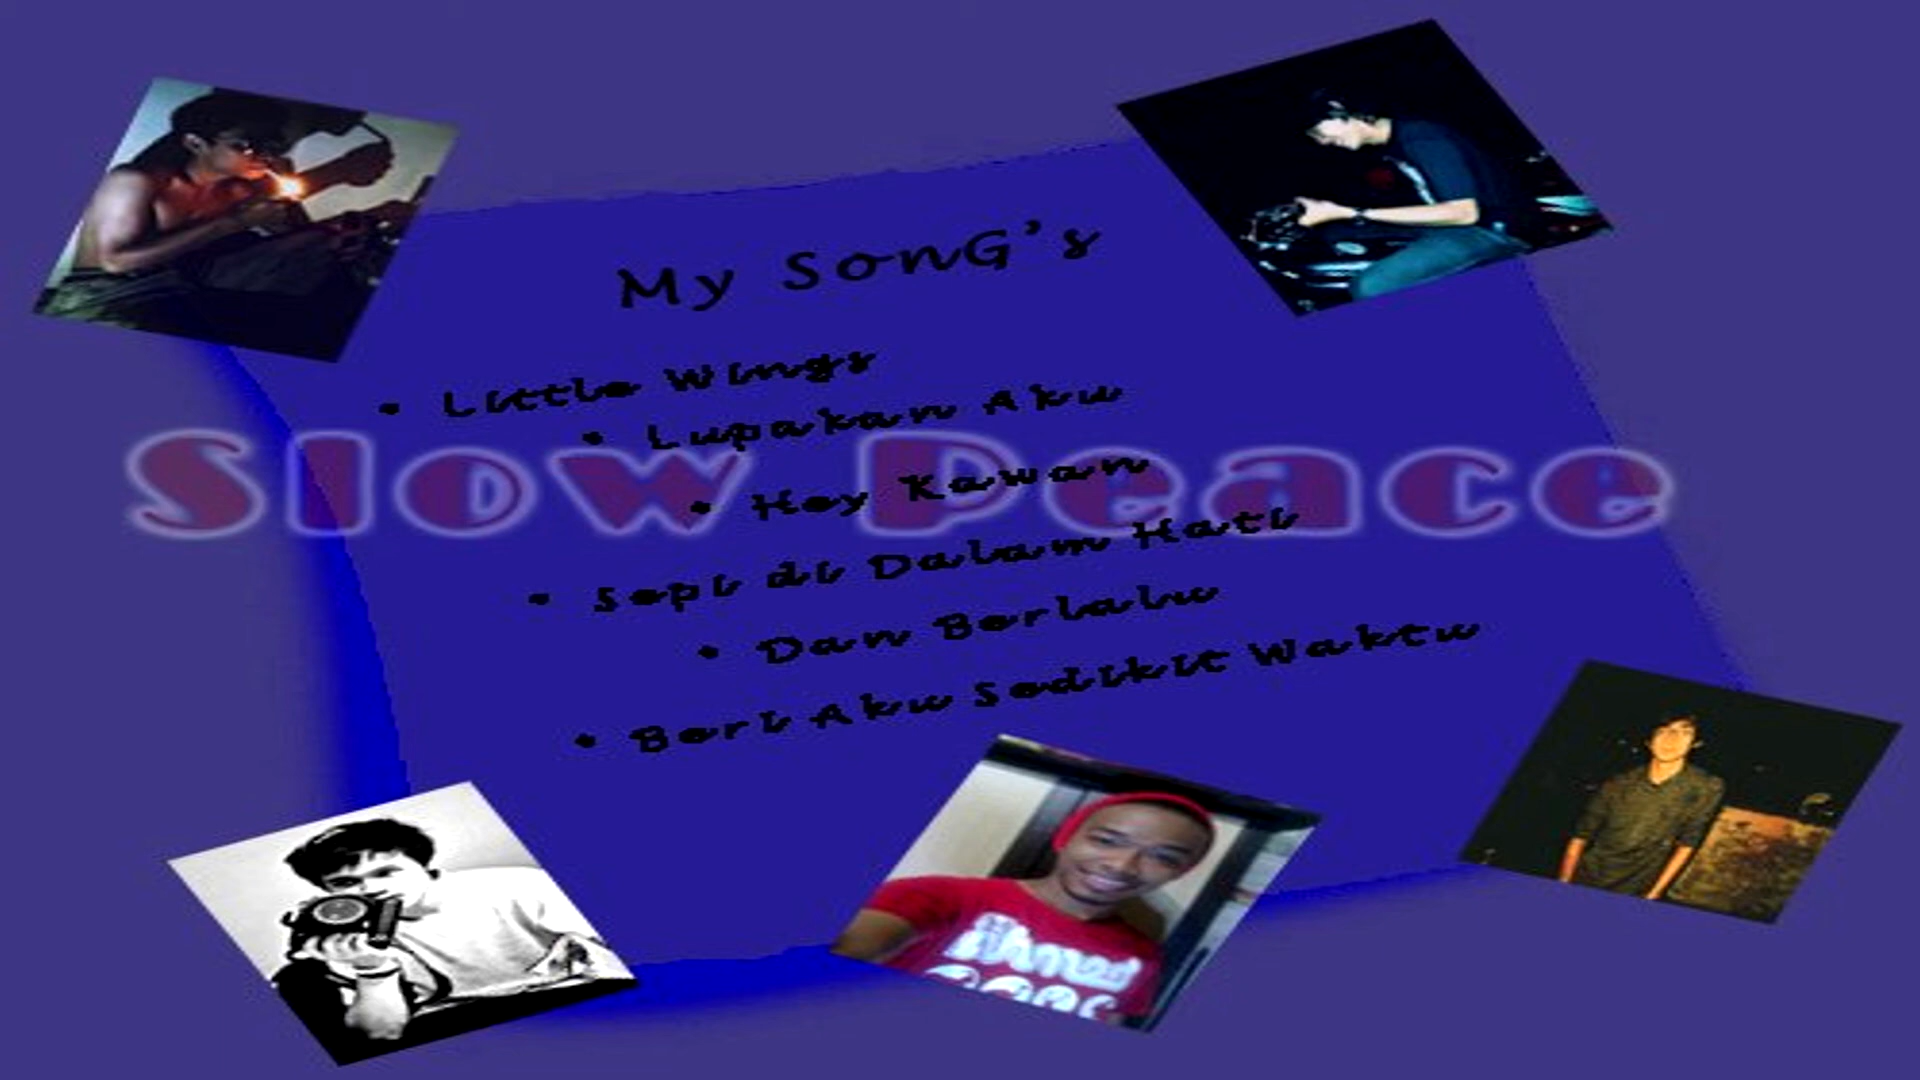 My SonG's
• Little Wings
• Lupakan Aku
Slow Peace
• Hey Kawan
• Sepi di Dalam Hati
• Dan Berlalu
• Beri Aku Sedikit Waktu